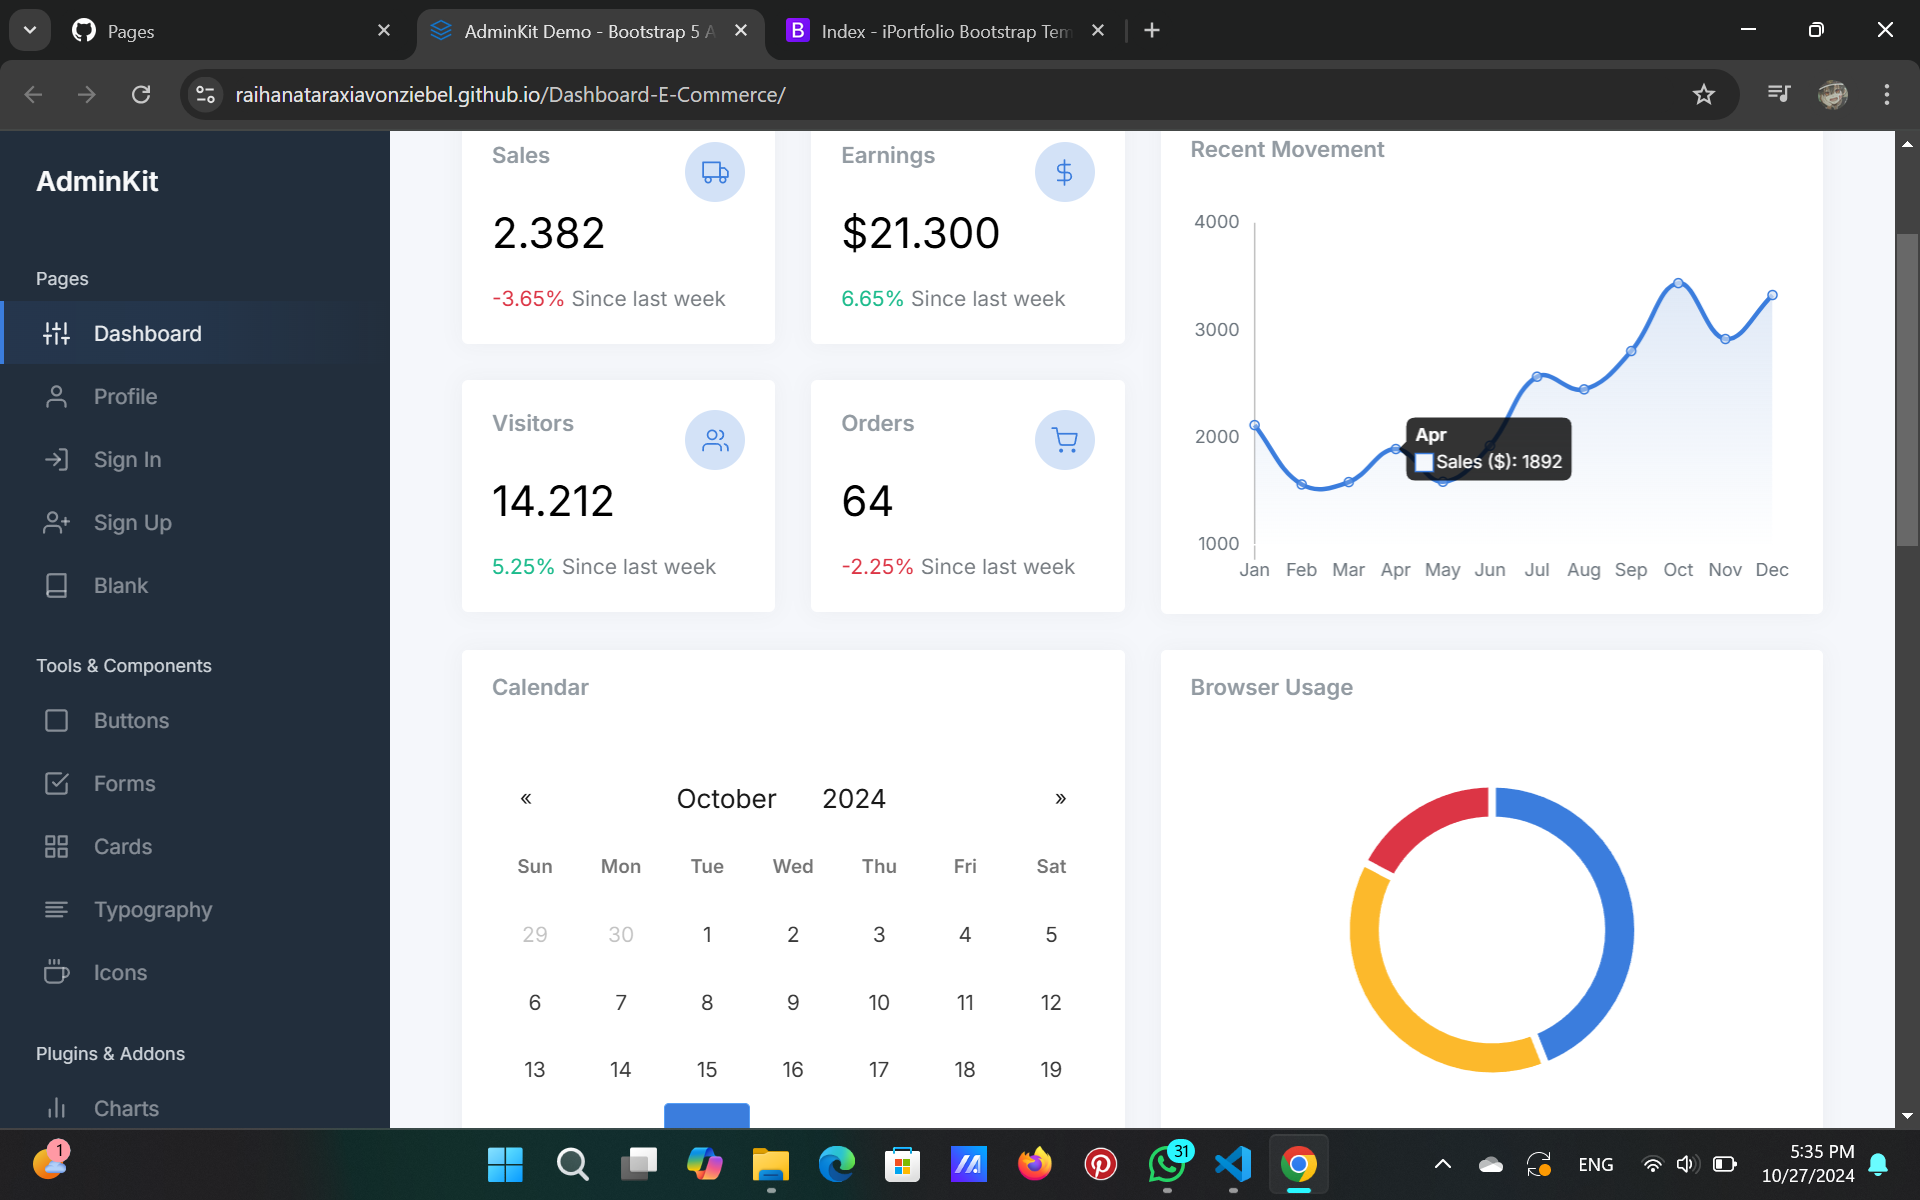 Pages
AdminKit Demo - Bootstrap 5 A
B
Index - iPortfolio Bootstrap Tem
raihanataraxiavonziebel.github.io/Dashboard-E-Commerce/
AdminKit
Pages
Dashboard
Profile
Sign In
Sign Up
Blank
Tools & Components
Buttons
Forms
Cards
Typography
Icons
Plugins & Addons
Charts
Sales
2.382
-3.65% Since last week
Earnings
$21.300
6.65% Since last week
Visitors
14.212
5.25% Since last week
Orders
64
-2.25% Since last week
Recent Movement
4000
3000
2000
1000
Apr
Sales ($): 1892
Jan Feb Mar Apr May Jun Jul Aug Sep Oct Nov Dec
Calendar
« October 2024 »
Sun Mon Tue Wed Thu Fri Sat
29 30 1 2 3 4 5
6 7 8 9 10 11 12
13 14 15 16 17 18 19
Browser Usage
1
31
ENG
5:35 PM
10/27/2024